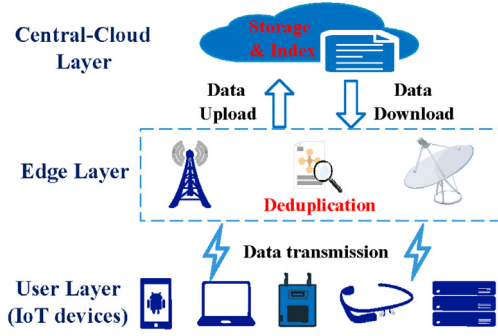 Central-Cloud
Layer
Storage
& Index
Data
Upload
Data
Download
Edge Layer
Deduplication
Data transmission
User Layer
(IoT devices)